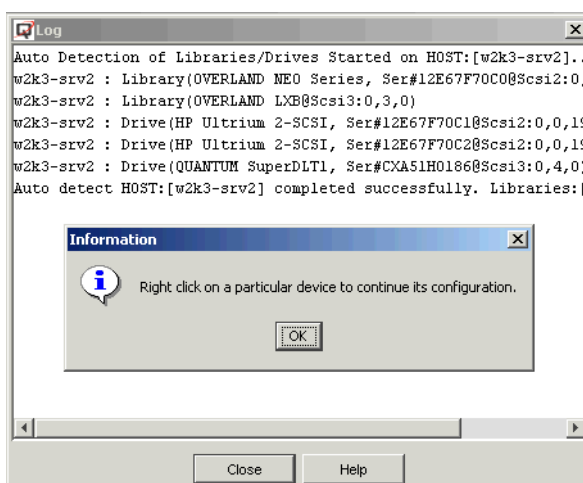 Log
Auto Detection of Libraries/Drives Started on HOST:[w2k3-srv2]..
w2k3-srv2 : Library(OVERLAND NEO Series, Ser#12E67F70C0@Scsi2:0,
w2k3-srv2 : Library(OVERLAND LXB@Scsi3:0,3,0)
w2k3-srv2 : Drive(HP Ultrium 2-SCSI, Ser#12E67F70C1@Scsi2:0,0,19
w2k3-srv2 : Drive(HP Ultrium 2-SCSI, Ser#12E67F70C2@Scsi2:0,0,19
w2k3-srv2 : Drive(QUANTUM SuperDLT1, Ser#CXA51H0186@Scsi3:0,4,0)
Auto detect HOST:[w2k3-srv2] completed successfully. Libraries:[
Information
Right click on a particular device to continue its configuration.
OK
Close Help